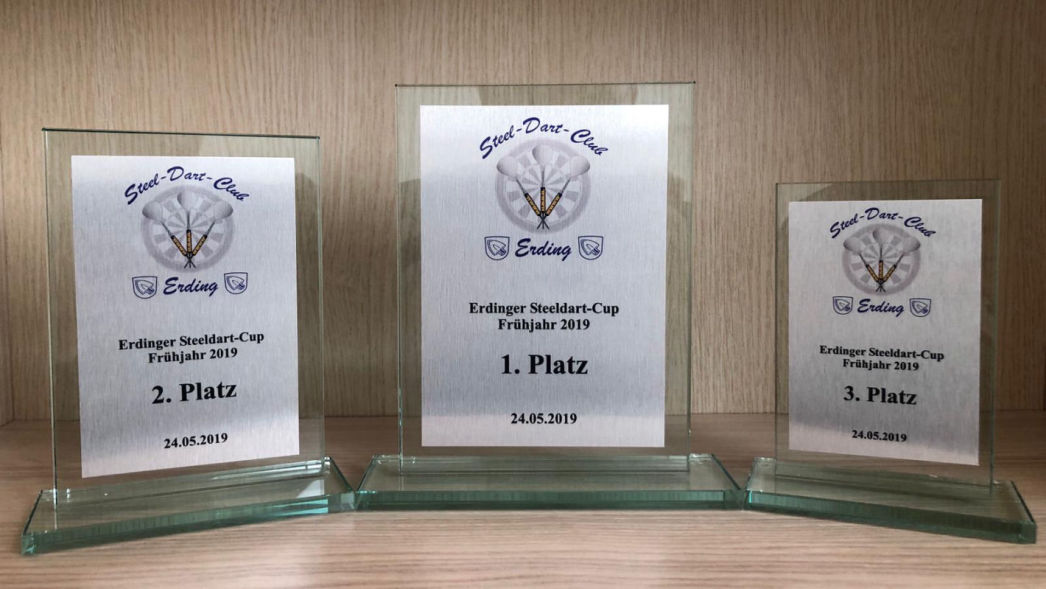 Steel-Dart-Club
Erding
Erdinger Steeldart-Cup
Frühjahr 2019
2. Platz
24.05.2019
Steel-Dart-Club
Erding
Erdinger Steeldart-Cup
Frühjahr 2019
1. Platz
24.05.2019
Steel-Dart-Club
Erding
Erdinger Steeldart-Cup
Frühjahr 2019
3. Platz
24.05.2019